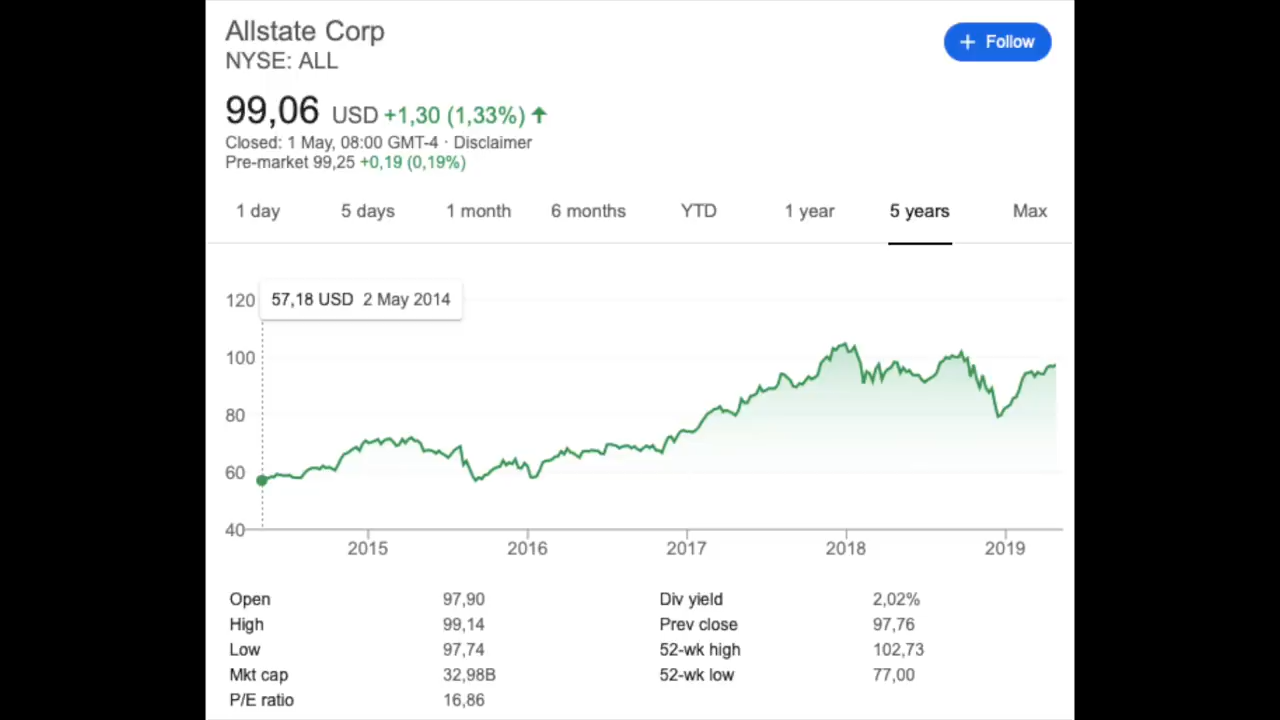 Allstate Corp
+ Follow
NYSE: ALL
99,06 USD +1,30 (1,33%)
Closed: 1 May, 08:00 GMT-4 · Disclaimer
Pre-market 99,25 +0,19 (0,19%)
1 day 5 days 1 month 6 months YTD 1 year 5 years Max
57,18 USD 2 May 2014
120
100
80
60
40
2015 2016 2017 2018 2019
Open 97,90 Div yield 2,02%
High 99,14 Prev close 97,76
Low 97,74 52-wk high 102,73
Mkt cap 32,98B 52-wk low 77,00
P/E ratio 16,86